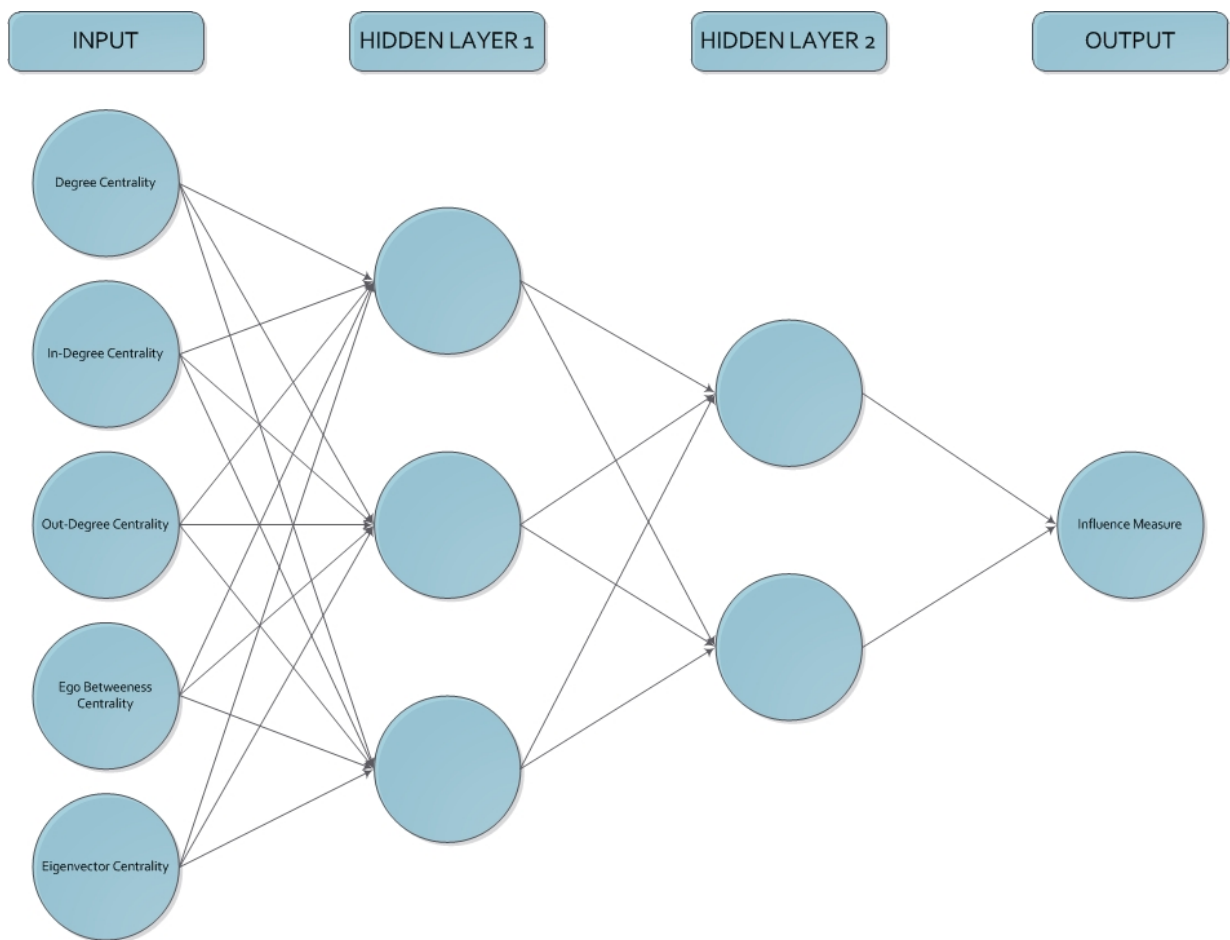 INPUT
HIDDEN LAYER 1
HIDDEN LAYER 2
OUTPUT
Degree Centrality
In-Degree Centrality
Out-Degree Centrality
Ego Betweeness
Centrality
Eigenvector Centrality
Influence Measure